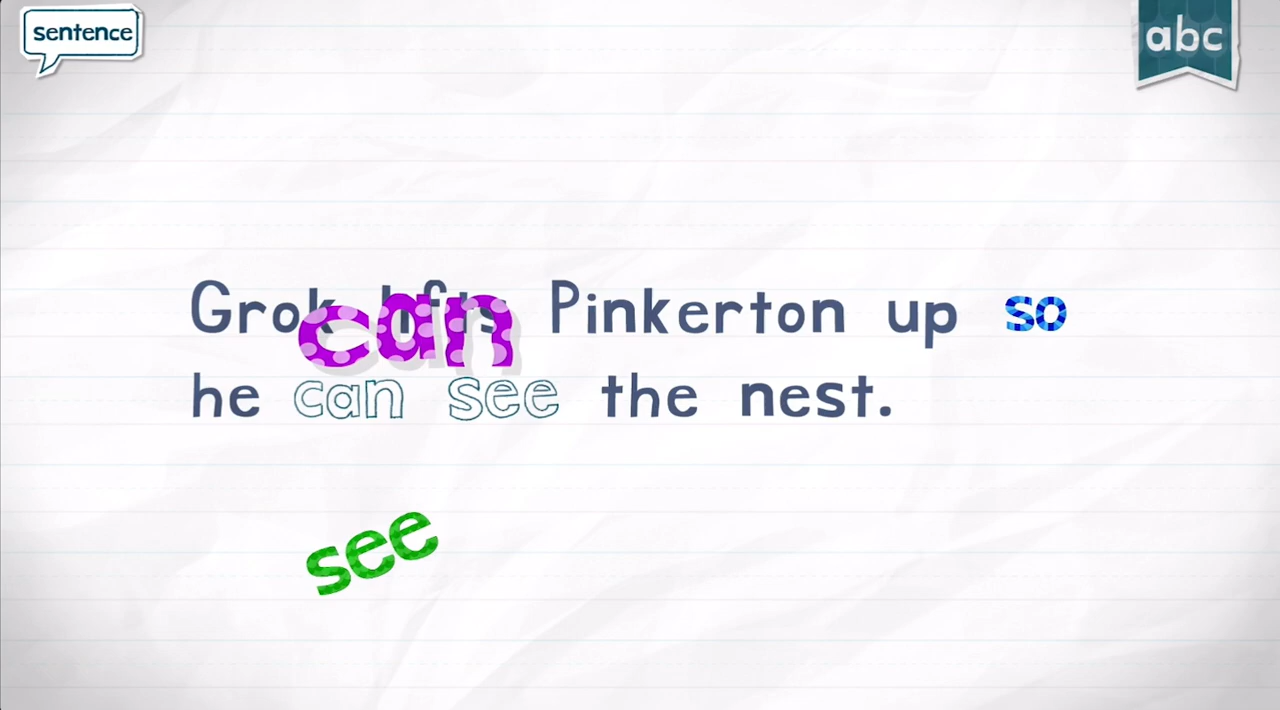 sentence
abc
Grok lifts Pinkerton up so
can
he can see the nest.
see